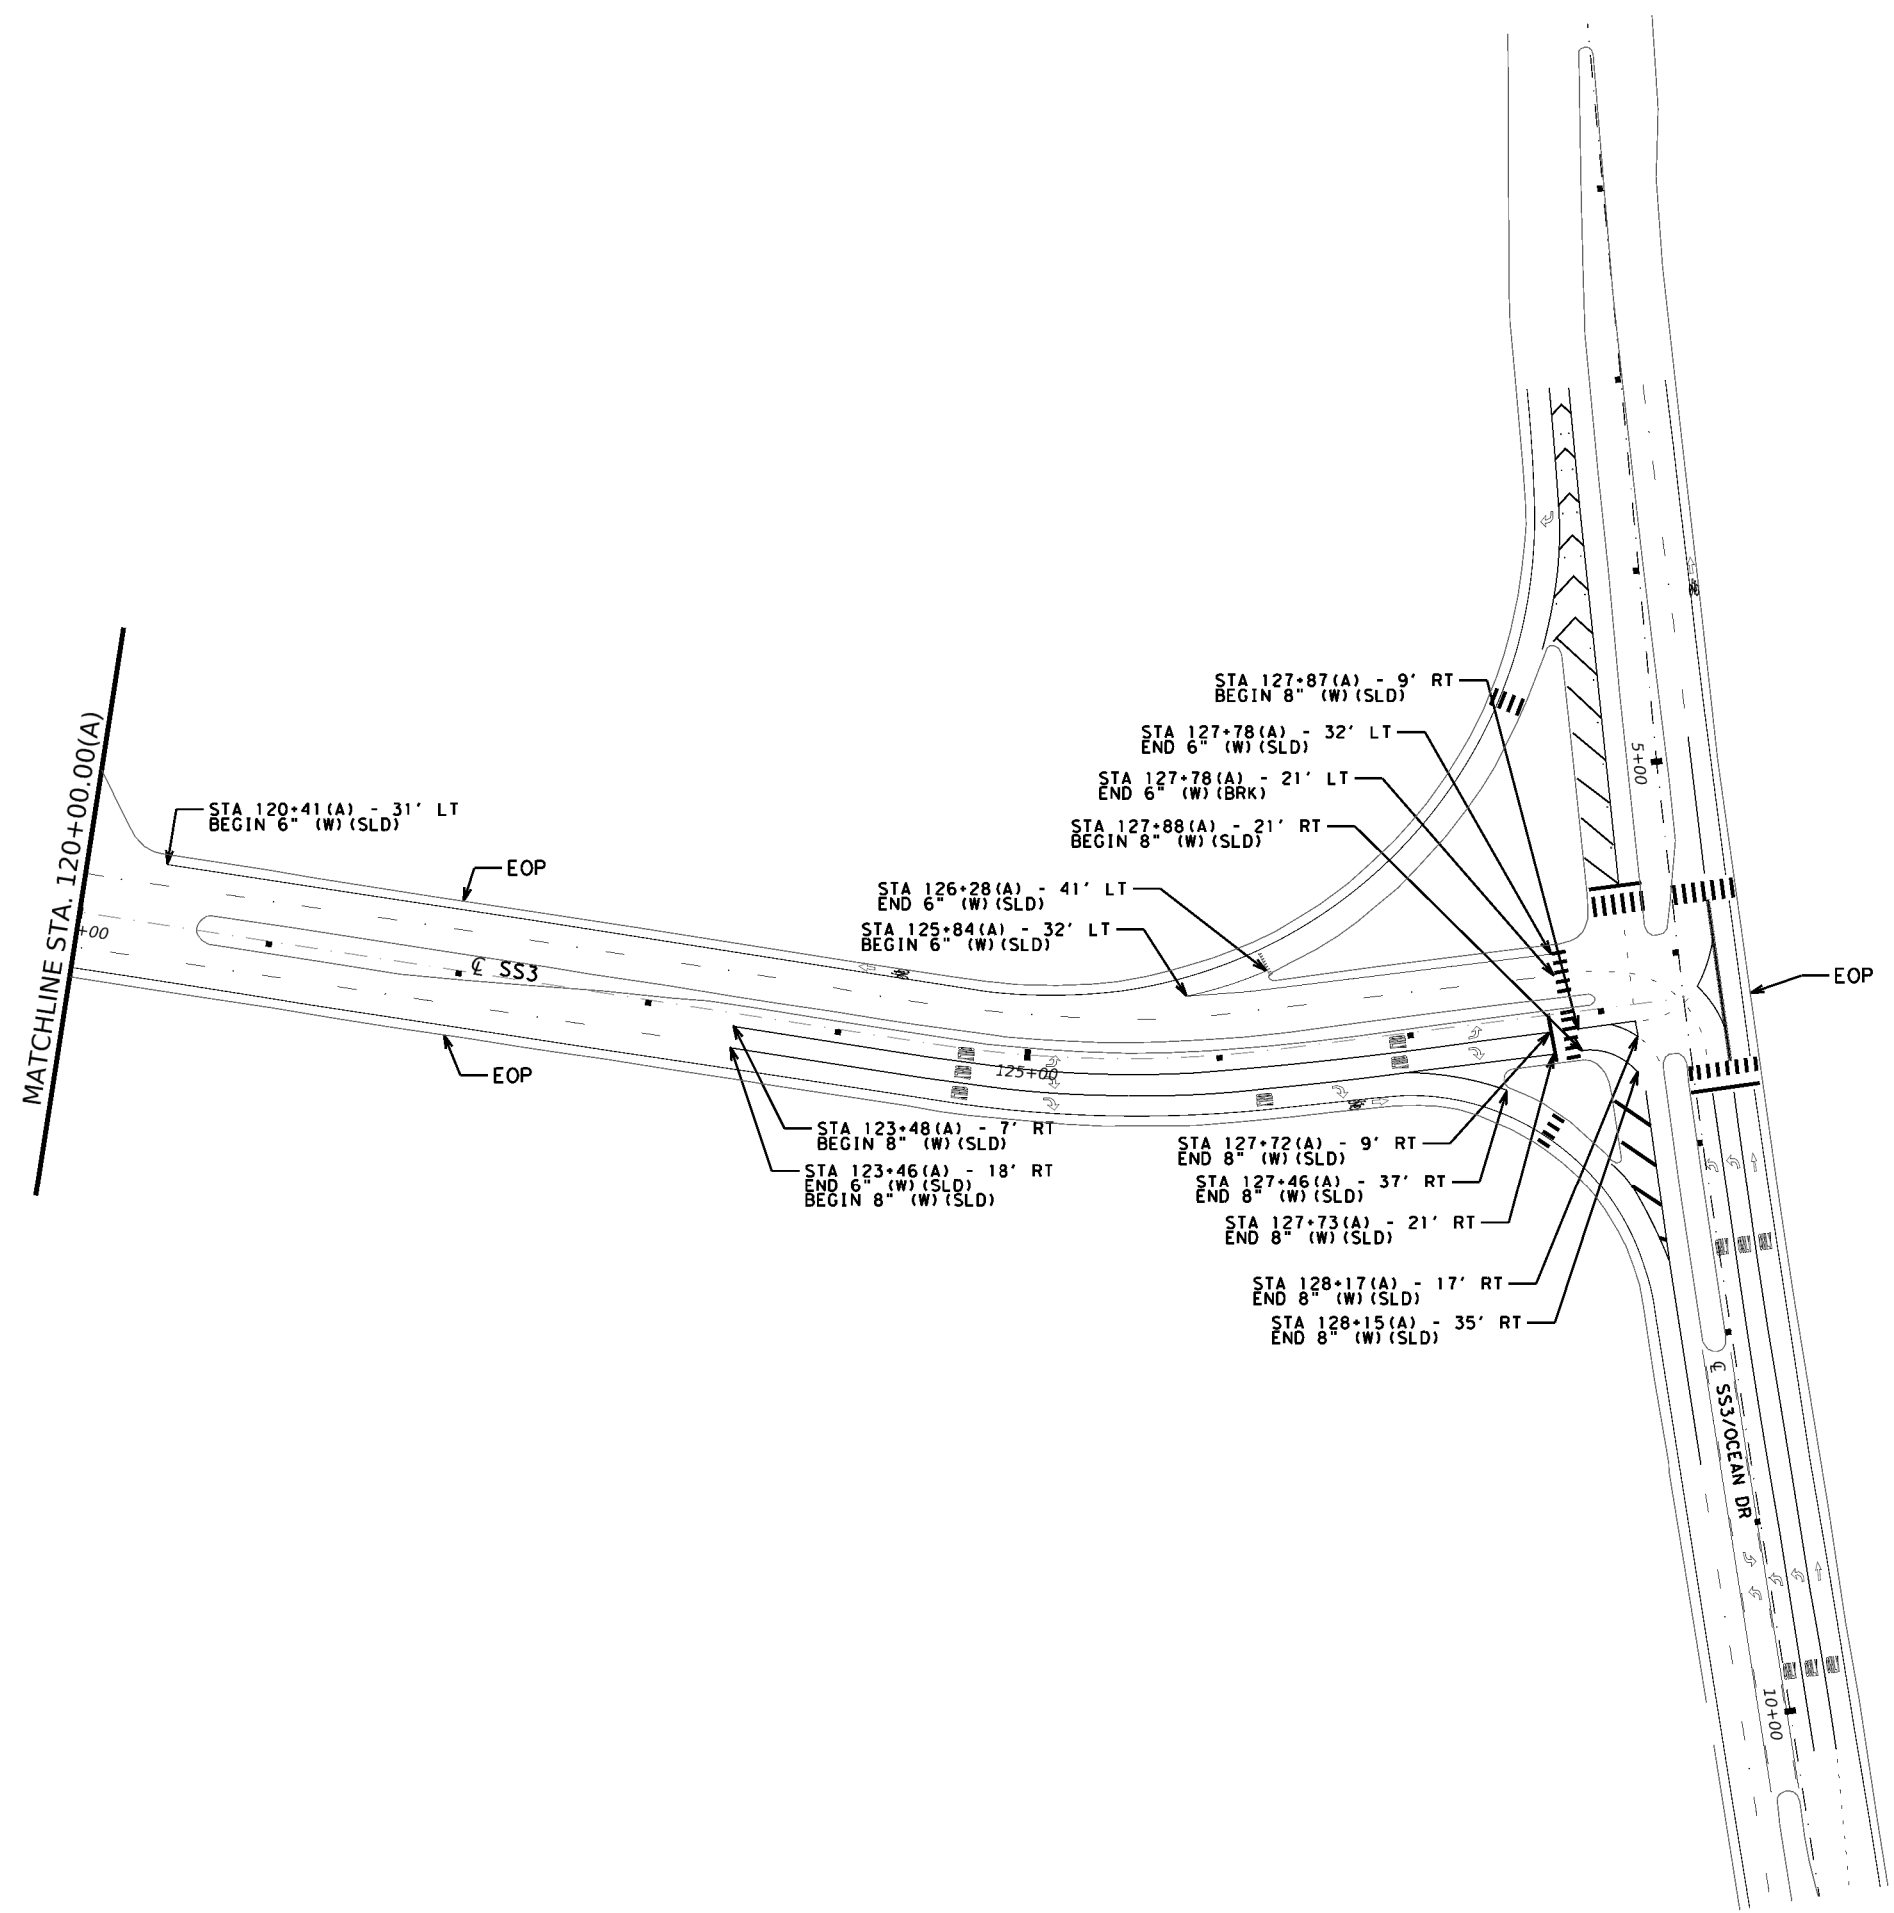 STA 127+87(A) - 9' RT
BEGIN 8" (W)(SLD)
STA 127+78(A) - 32' LT
END 6" (W)(SLD)
STA 127+78(A) - 21' LT
END 6" (W)(BRK)
STA 127+88(A) - 21' RT
BEGIN 8" (W)(SLD)
STA 126+28(A) - 41' LT
END 6" (W)(SLD)
STA 125+84(A) - 32' LT
BEGIN 6" (W)(SLD)
MATCHLINE STA. 120+00.00(A)
STA 120+41(A) - 31' LT
BEGIN 6" (W)(SLD)
EOP
+00
℄ SS3
EOP
5+00
EOP
125+00
STA 123+48(A) - 7' RT
BEGIN 8" (W)(SLD)
STA 123+46(A) - 18' RT
END 6" (W)(SLD)
BEGIN 8" (W)(SLD)
STA 127+72(A) - 9' RT
END 8" (W)(SLD)
STA 127+46(A) - 37' RT
END 8" (W)(SLD)
STA 127+73(A) - 21' RT
END 8" (W)(SLD)
STA 128+17(A) - 17' RT
END 8" (W)(SLD)
STA 128+15(A) - 35' RT
END 8" (W)(SLD)
ONLY ONLY ONLY
℄ SS3/OCEAN DR
ONLY ONLY ONLY
10+00